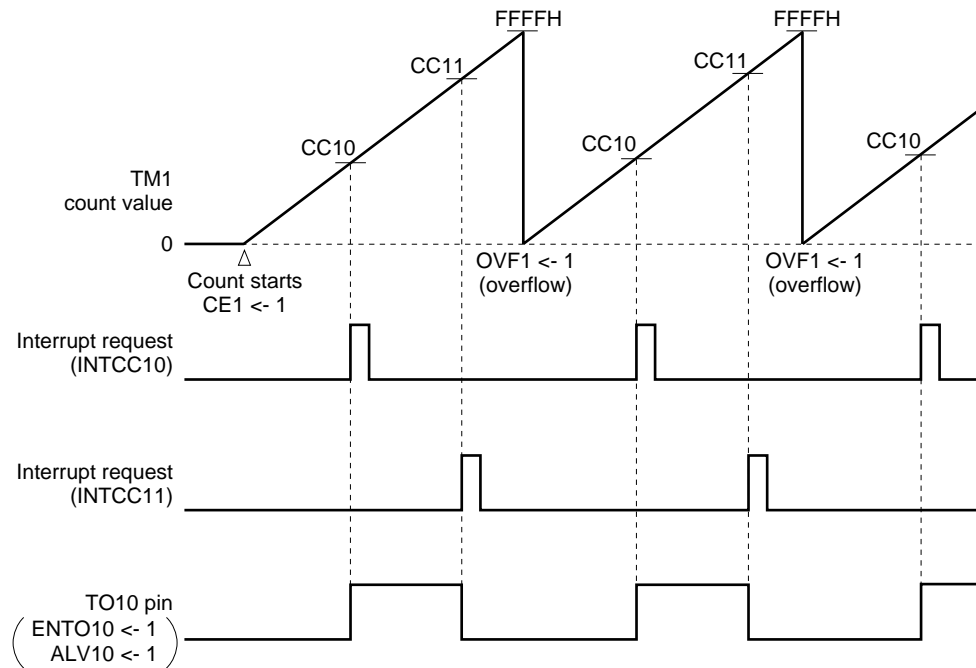 FFFFH
FFFFH
CC11
CC11
CC10
CC10
CC10
TM1
count value
0
Count starts
CE1 <- 1
OVF1 <- 1
(overflow)
OVF1 <- 1
(overflow)
Interrupt request
(INTCC10)
Interrupt request
(INTCC11)
TO10 pin
ENTO10 <- 1
ALV10 <- 1